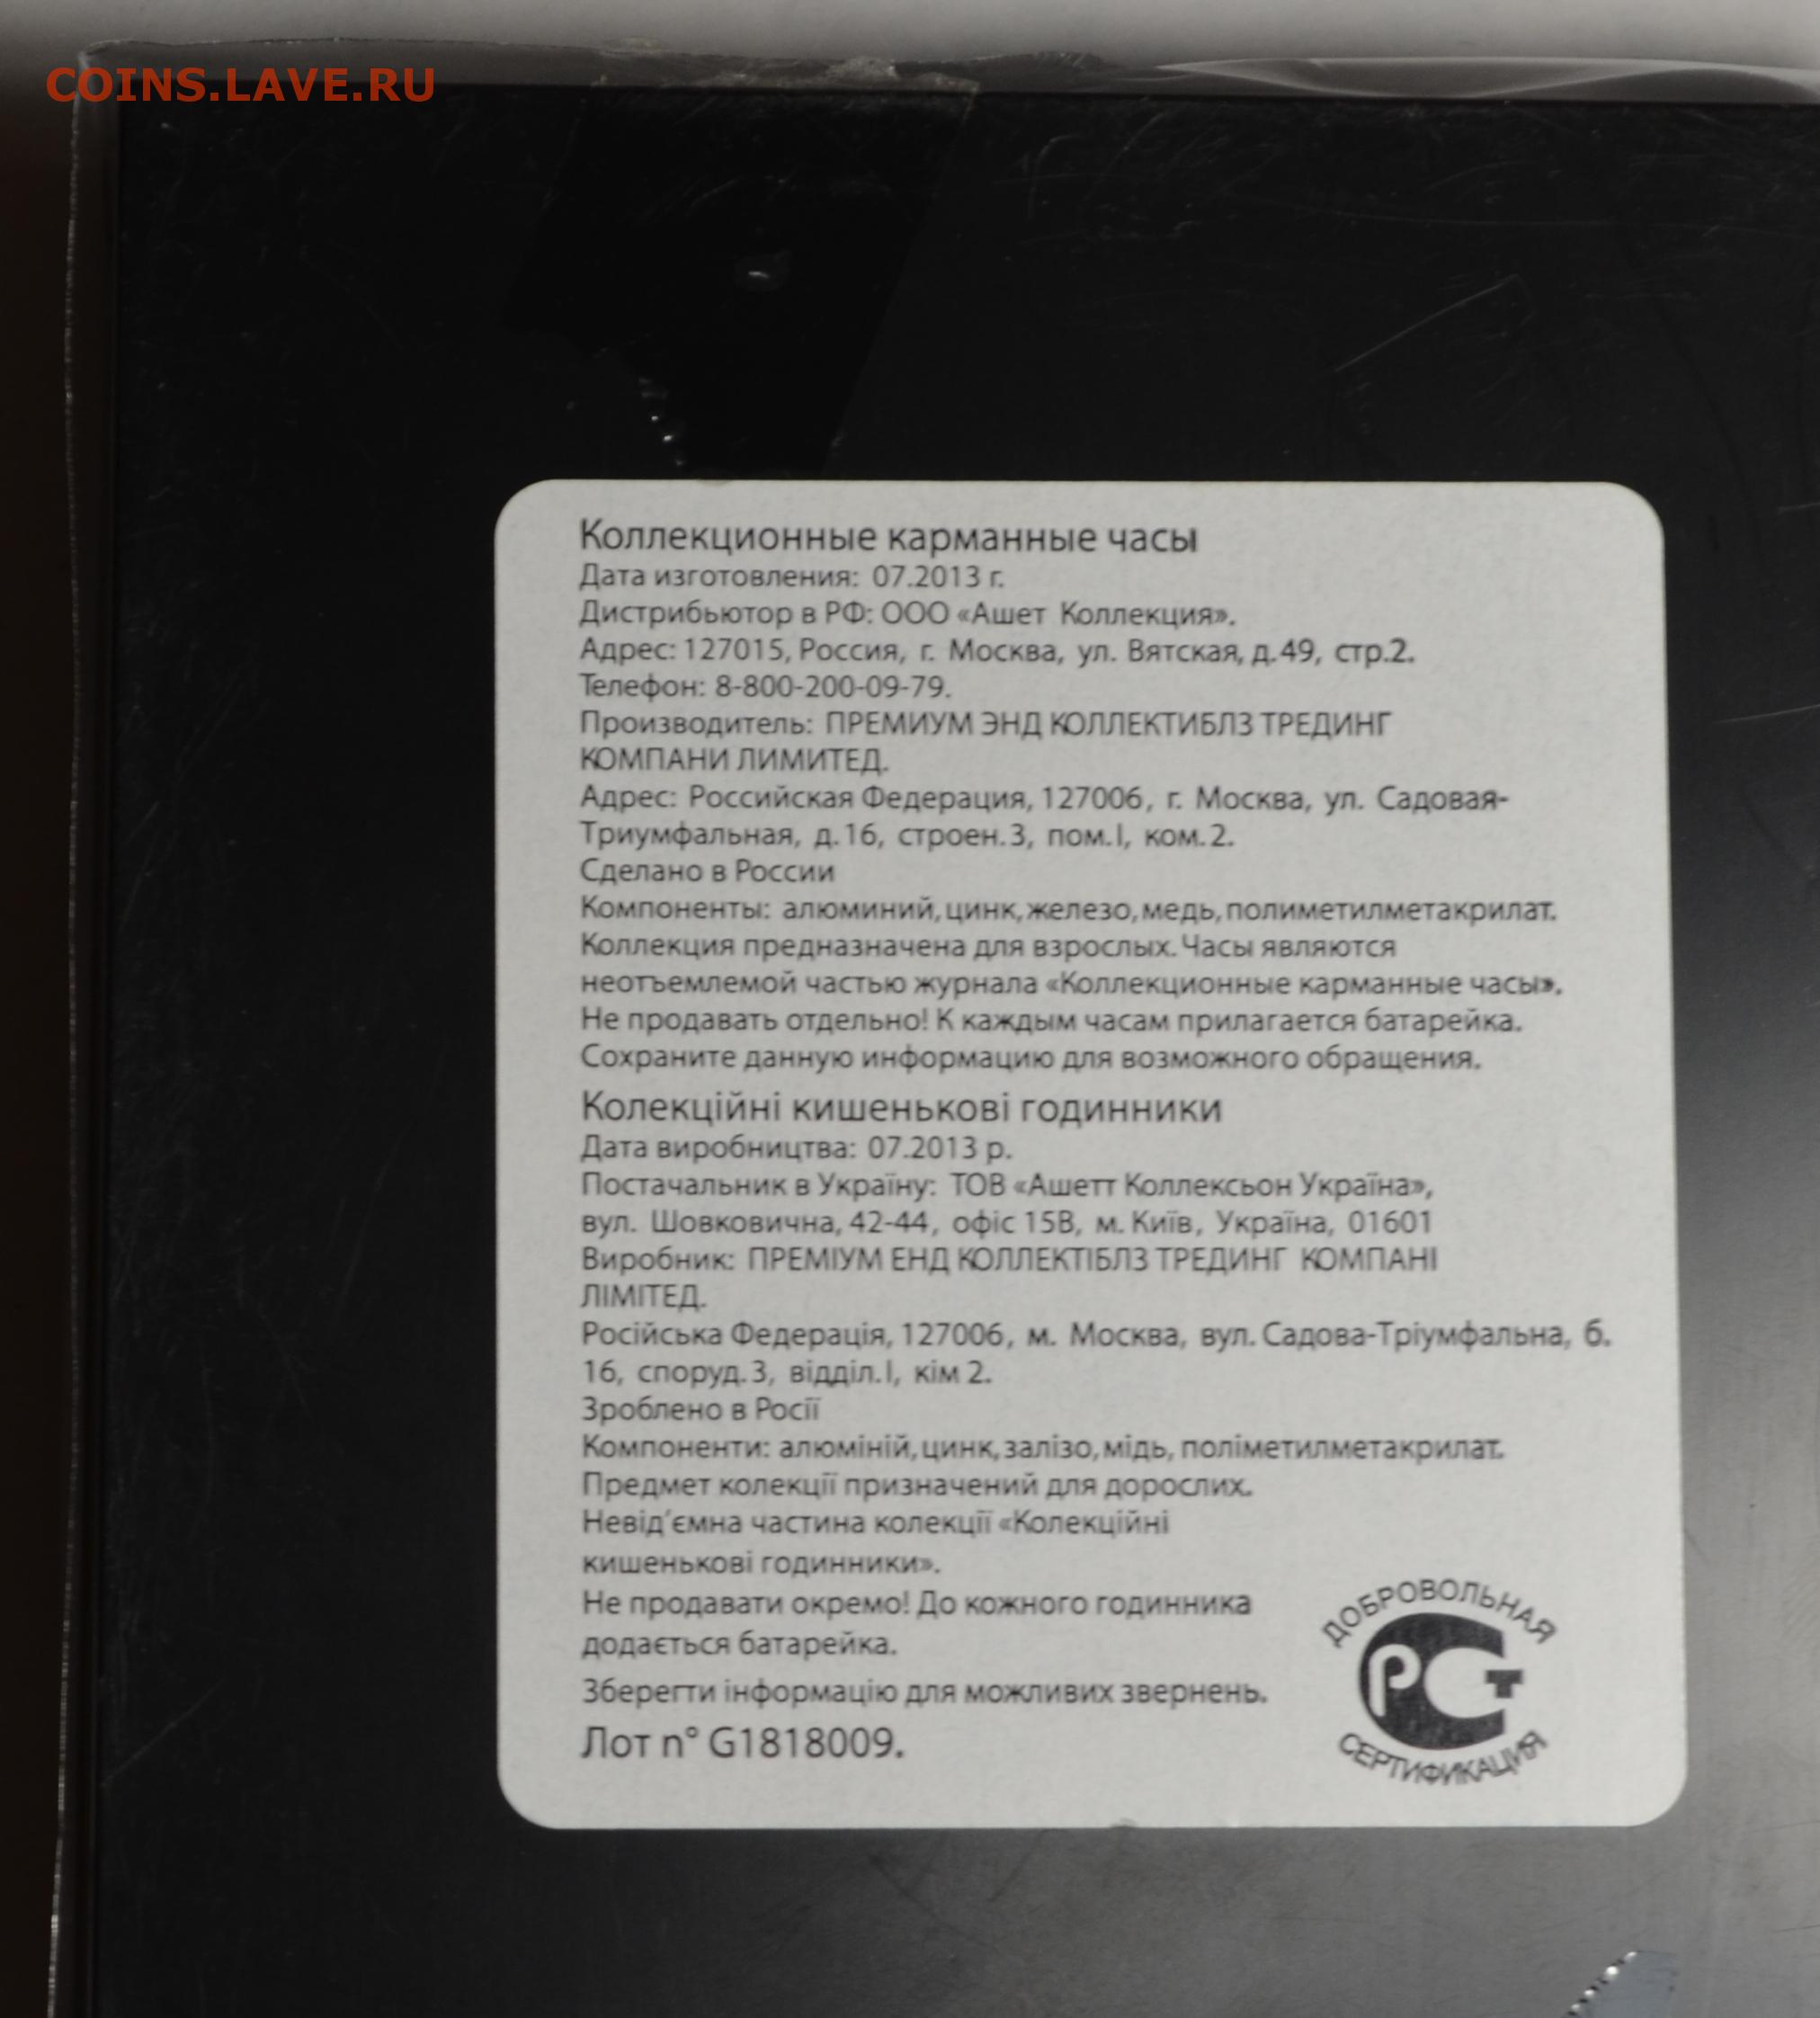 COINS.LAVE.RU
Коллекционные карманные часы
Дата изготовления: 07.2013 г.
Дистрибьютор в РФ: ООО «Ашет Коллекция».
Адрес: 127015, Россия, г. Москва, ул. Вятская, д.49, стр.2.
Телефон: 8-800-200-09-79.
Производитель: ПРЕМИУМ ЭНД КОЛЛЕКТИБЛЗ ТРЕДИНГ
КОМПАНИ ЛИМИТЕД.
Адрес: Российская Федерация, 127006, г. Москва, ул. Садовая-
Триумфальная, д.16, строен.3, пом.I, ком.2.
Сделано в России
Компоненты: алюминий, цинк, железо, медь, полиметилметакрилат.
Коллекция предназначена для взрослых. Часы являются
неотъемлемой частью журнала «Коллекционные карманные часы».
Не продавать отдельно! К каждым часам прилагается батарейка.
Сохраните данную информацию для возможного обращения.
Колекційні кишенькові годинники
Дата виробництва: 07.2013 р.
Постачальник в Україну: ТОВ «Ашетт Коллексьон Україна»,
вул. Шовковична, 42-44, офіс 15В, м. Київ, Україна, 01601
Виробник: ПРЕМІУМ ЕНД КОЛЛЕКТІБЛЗ ТРЕДИНГ КОМПАНІ
ЛІМІТЕД.
Російська Федерація, 127006, м. Москва, вул. Садова-Тріумфальна, б.
16, споруд.3, відділ.I, кім 2.
Зроблено в Росії
Компоненти: алюміній, цинк, залізо, мідь, поліметилметакрилат.
Предмет колекції призначений для дорослих.
Невід'ємна частина колекції «Колекційні
кишенькові годинники».
Не продавати окремо! До кожного годинника
додається батарейка.
Зберегти інформацію для можливих звернень.
Лот n° G1818009.
ДОБРОВОЛЬНАЯ
РСТ
СЕРТИФИКАЦИЯ